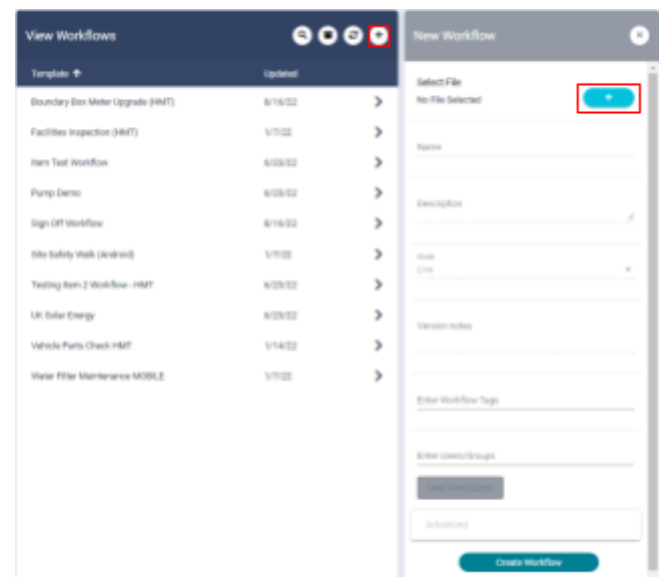 View Workflows
New Workflow
Template
Updated
Select File
No File Selected
Boundary Box Meter Upgrade (HMT)
8/16/22
Facilities Inspection (HMT)
1/7/22
Name
Item Test Workflow
6/23/22
Pump Demo
6/23/22
Description
Sign Off Workflow
8/16/22
Site Safety Walk (Android)
1/7/22
State
Live
Testing Item 2 Workflow - HMT
6/23/22
UK Solar Energy
6/23/22
Version notes
Vehicle Parts Check HMT
1/14/22
Water Filter Maintenance MOBILE
1/7/22
Enter Workflow Tags
Enter Users/Groups
Advanced
Create Workflow